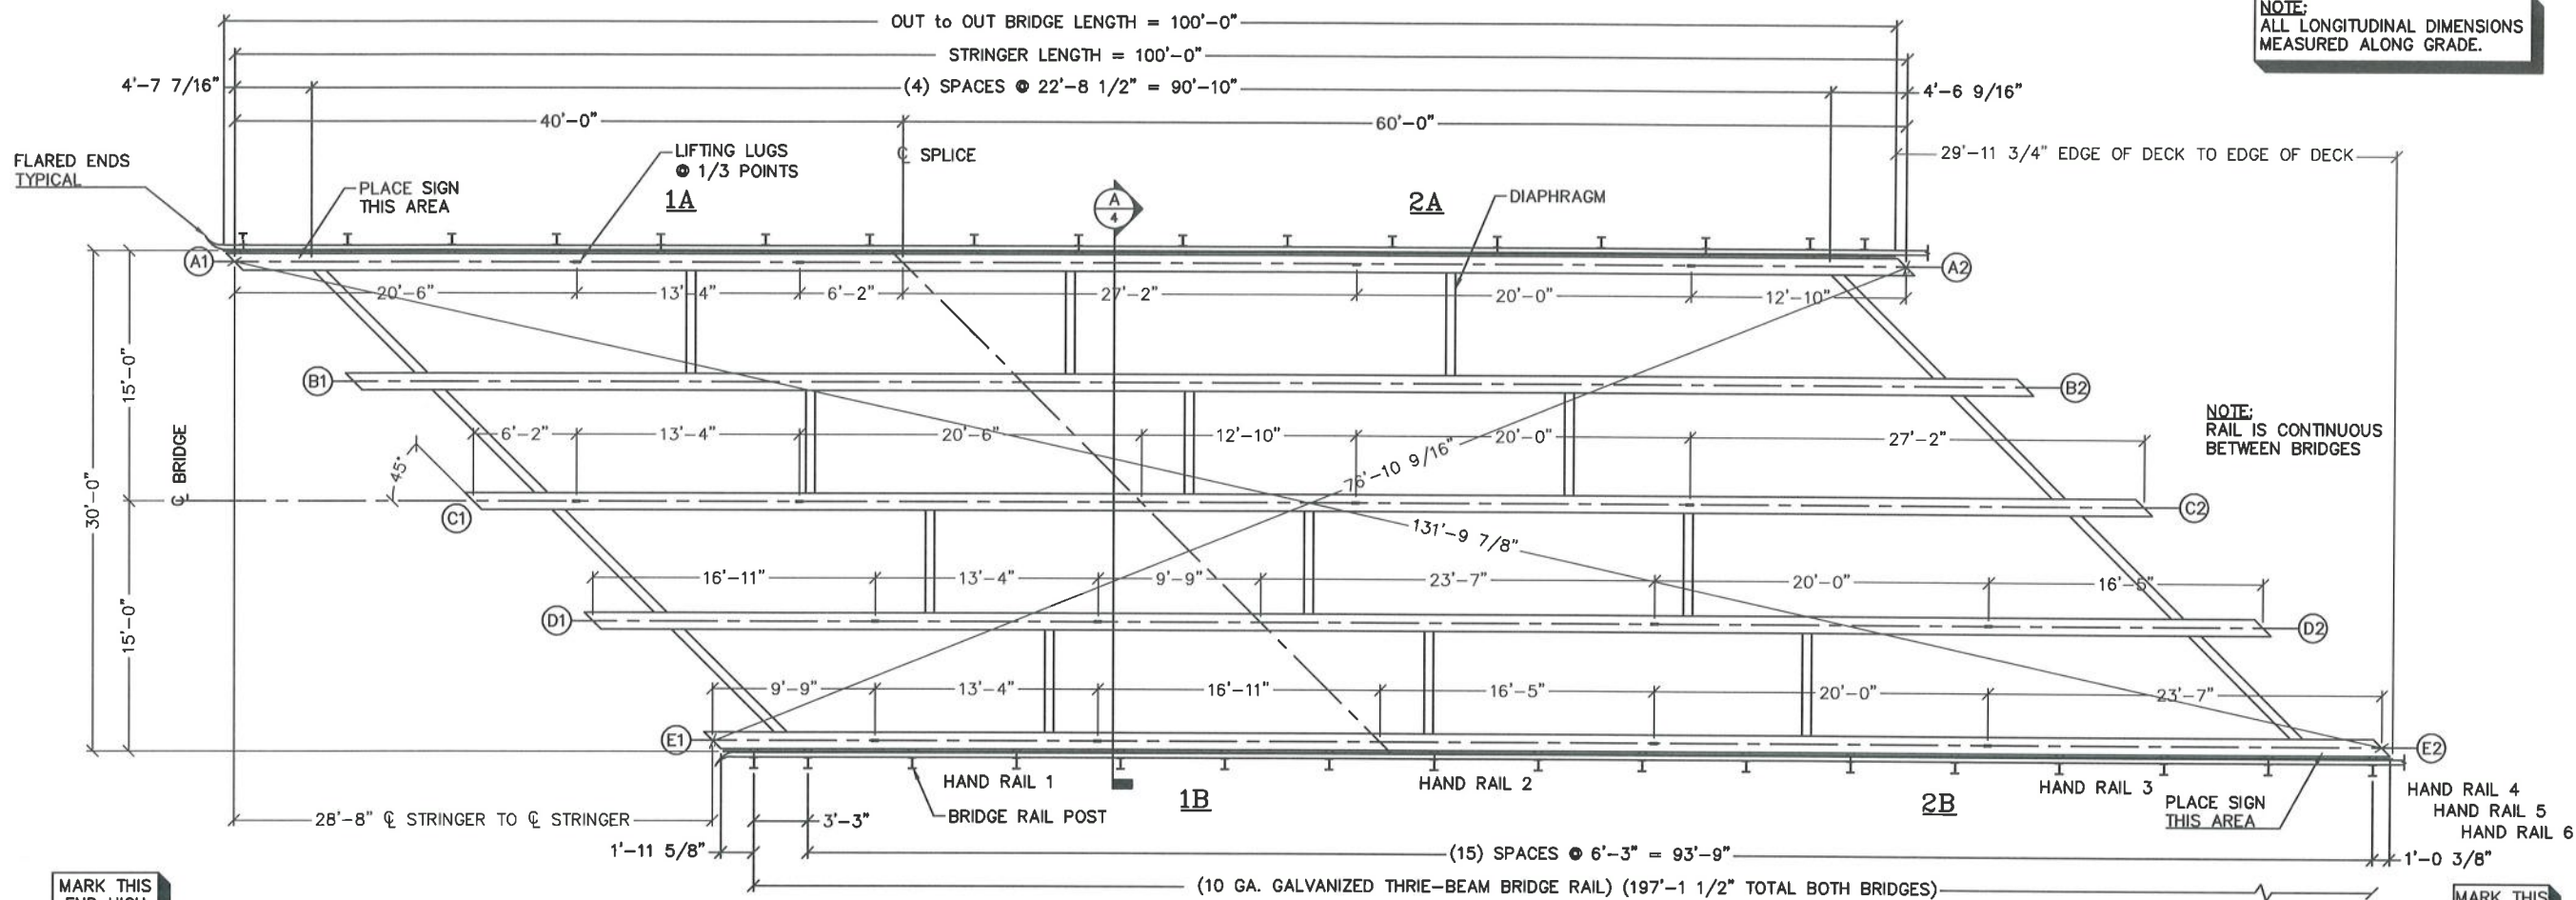 OUT to OUT BRIDGE LENGTH = 100'-0"
NOTE:
ALL LONGITUDINAL DIMENSIONS
MEASURED ALONG GRADE.
STRINGER LENGTH = 100'-0"
4'-7 7/16"
(4) SPACES @ 22'-8 1/2" = 90'-10"
4'-6 9/16"
40'-0"
60'-0"
FLARED ENDS
TYPICAL
LIFTING LUGS
@ 1/3 POINTS
℄ SPLICE
29'-11 3/4" EDGE OF DECK TO EDGE OF DECK
PLACE SIGN
THIS AREA
1A
A
4
2A
DIAPHRAGM
A1
A2
20'-6"
13'-4"
6'-2"
27'-2"
20'-0"
12'-10"
15'-0"
B1
B2
NOTE:
RAIL IS CONTINUOUS
BETWEEN BRIDGES
6'-2"
13'-4"
20'-6"
12'-10"
20'-0"
27'-2"
45°
76'-10 9/16"
30'-0"
℄ BRIDGE
C1
C2
131'-9 7/8"
15'-0"
16'-11"
13'-4"
9'-9"
23'-7"
20'-0"
16'-5"
D1
D2
9'-9"
13'-4"
16'-11"
16'-5"
20'-0"
23'-7"
E1
E2
HAND RAIL 1
HAND RAIL 2
HAND RAIL 3
HAND RAIL 4
HAND RAIL 5
HAND RAIL 6
1B
2B
PLACE SIGN
THIS AREA
28'-8" ℄ STRINGER TO ℄ STRINGER
3'-3"
BRIDGE RAIL POST
1'-11 5/8"
(15) SPACES @ 6'-3" = 93'-9"
1'-0 3/8"
(10 GA. GALVANIZED THRIE-BEAM BRIDGE RAIL) (197'-1 1/2" TOTAL BOTH BRIDGES)
MARK THIS
END HIGH
MARK THIS